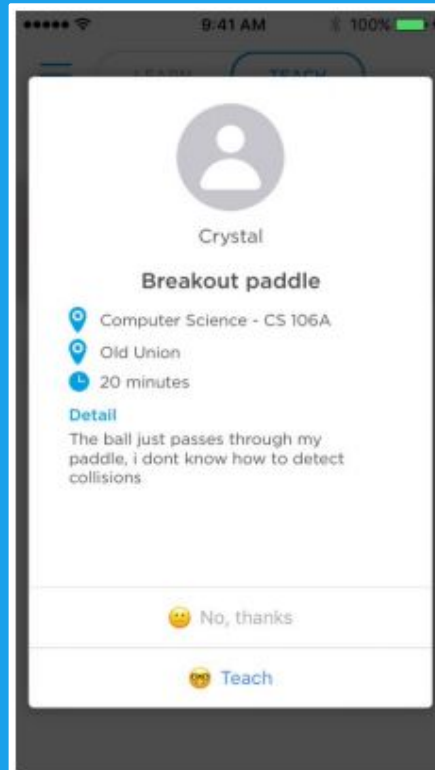 9:41 AM
100%
LEARN
TEACH
Crystal
Breakout paddle
Computer Science - CS 106A
Old Union
20 minutes
Detail
The ball just passes through my
paddle, i dont know how to detect
collisions
No, thanks
Teach